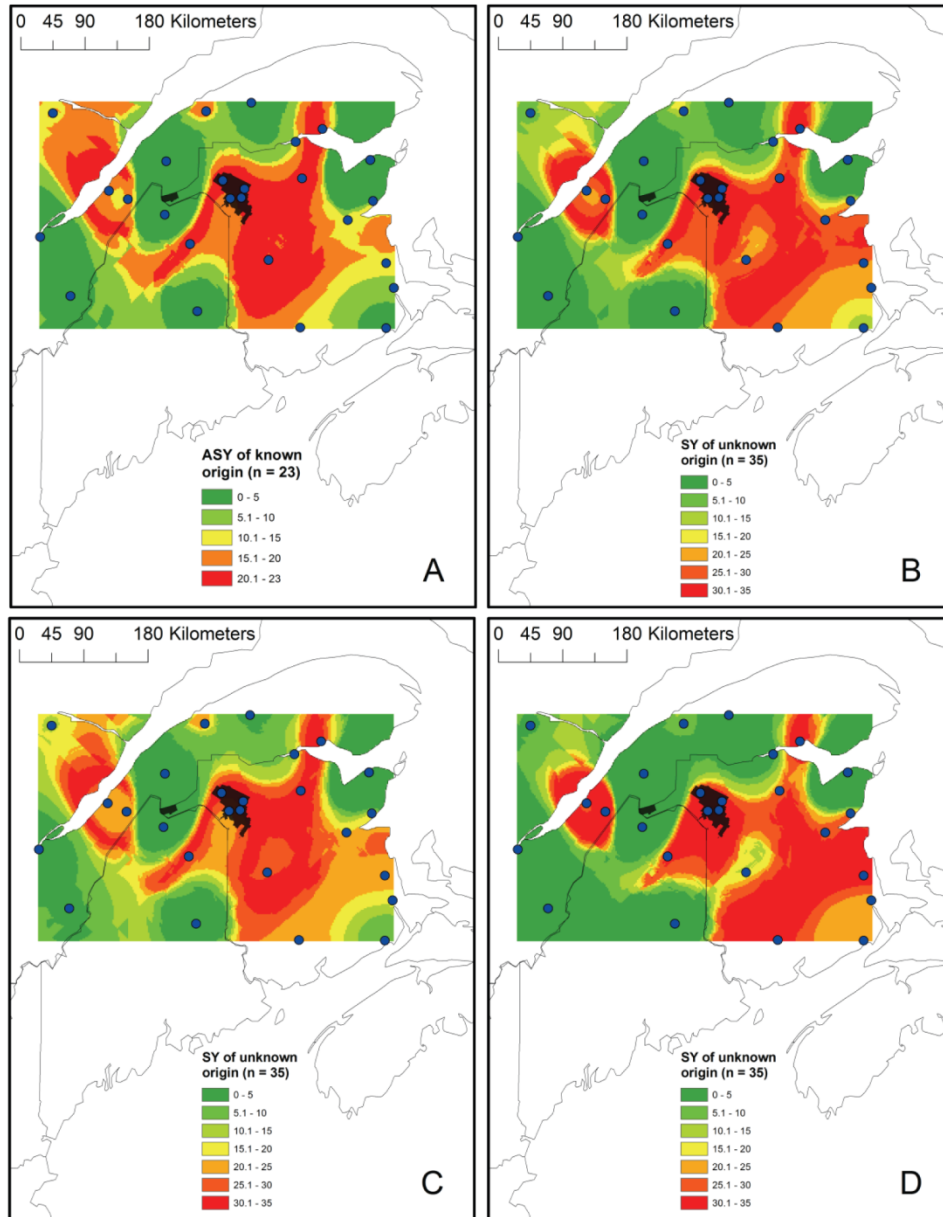 0 45 90 180 Kilometers
ASY of known
origin (n = 23)
0 - 5
5.1 - 10
10.1 - 15
15.1 - 20
20.1 - 23
A
0 45 90 180 Kilometers
SY of unknown
origin (n = 35)
0 - 5
5.1 - 10
10.1 - 15
15.1 - 20
20.1 - 25
25.1 - 30
30.1 - 35
B
0 45 90 180 Kilometers
SY of unknown
origin (n = 35)
0 - 5
5.1 - 10
10.1 - 15
15.1 - 20
20.1 - 25
25.1 - 30
30.1 - 35
C
0 45 90 180 Kilometers
SY of unknown
origin (n = 35)
0 - 5
5.1 - 10
10.1 - 15
15.1 - 20
20.1 - 25
25.1 - 30
30.1 - 35
D